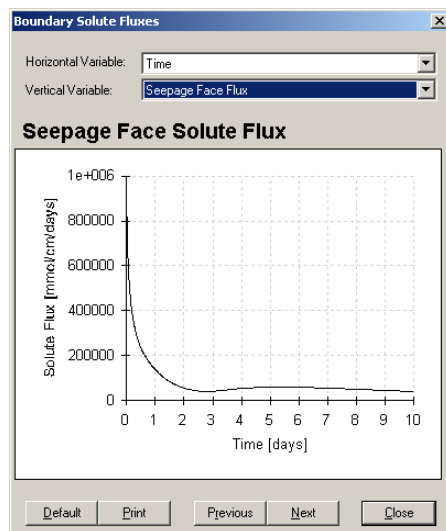 Boundary Solute Fluxes
Horizontal Variable: Time
Vertical Variable: Seepage Face Flux
Seepage Face Solute Flux
Solute Flux [mmol/cm/days]
1e+006
800000
600000
400000
200000
0
0 1 2 3 4 5 6 7 8 9 10
Time [days]
Default Print Previous Next Close